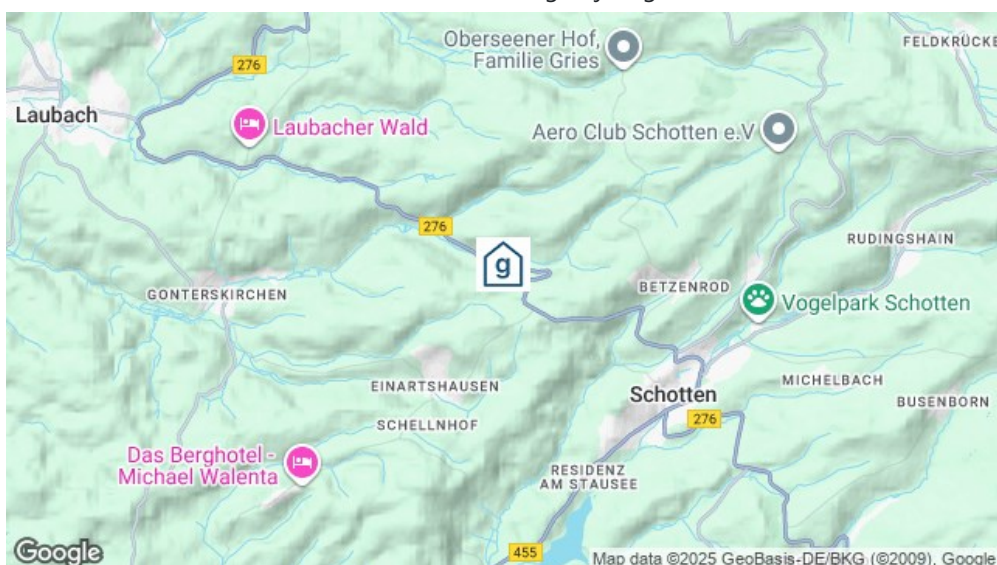 Oberseener Hof,
Familie Gries
FELDKRÜCKE
276
Laubach
Laubacher Wald
Aero Club Schotten e.V
276
g
RUDINGSHAIN
GONTERSKIRCHEN
BETZENROD
Vogelpark Schotten
EINARTSHAUSEN
MICHELBACH
Schotten
BUSENBORN
SCHELLNHOF
276
Das Berghotel -
Michael Walenta
RESIDENZ
AM STAUSEE
455
Google
Map data ©2025 GeoBasis-DE/BKG (©2009), Google